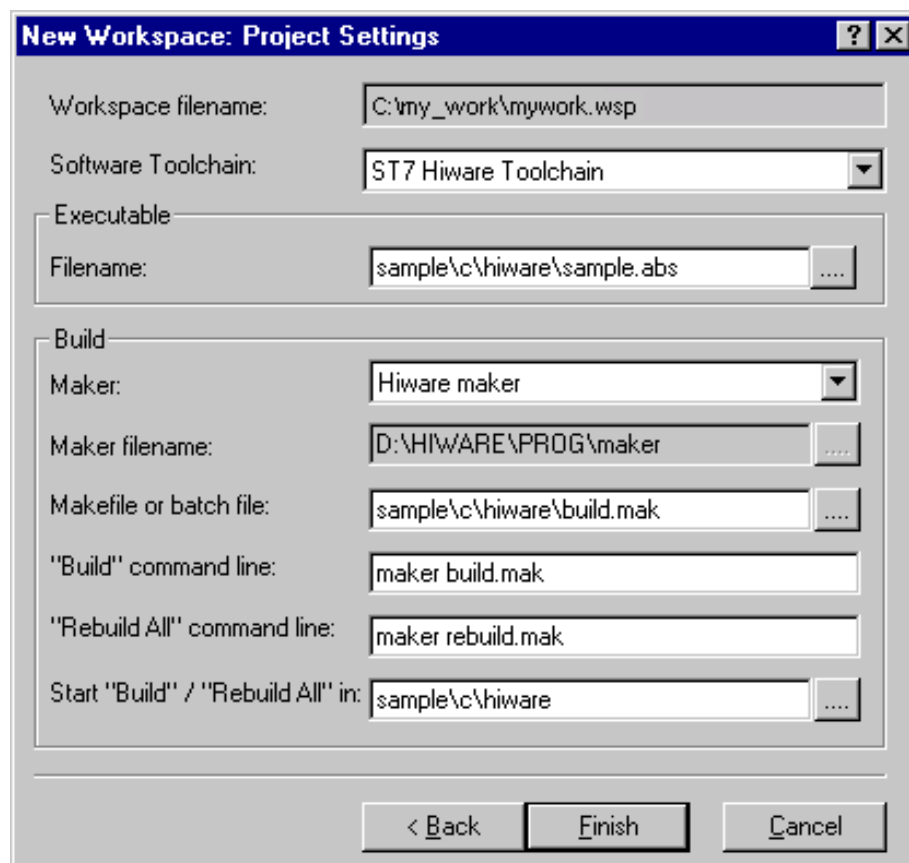 New Workspace: Project Settings
Workspace filename: C:\my_work\mywork.wsp
Software Toolchain: ST7 Hiware Toolchain
Executable
Filename: sample\c\hiware\sample.abs ....
Build
Maker: Hiware maker
Maker filename: D:\HIWARE\PROG\maker ....
Makefile or batch file: sample\c\hiware\build.mak ....
"Build" command line: maker build.mak
"Rebuild All" command line: maker rebuild.mak
Start "Build" / "Rebuild All" in: sample\c\hiware ....
< Back Finish Cancel